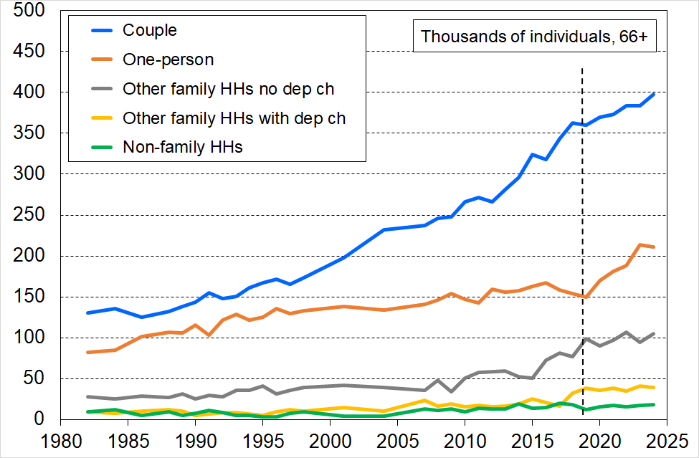 500
450
400
350
300
250
200
150
100
50
0
Couple
One-person
Other family HHs no dep ch
Other family HHs with dep ch
Non-family HHs
Thousands of individuals, 66+
1980 1985 1990 1995 2000 2005 2010 2015 2020 2025